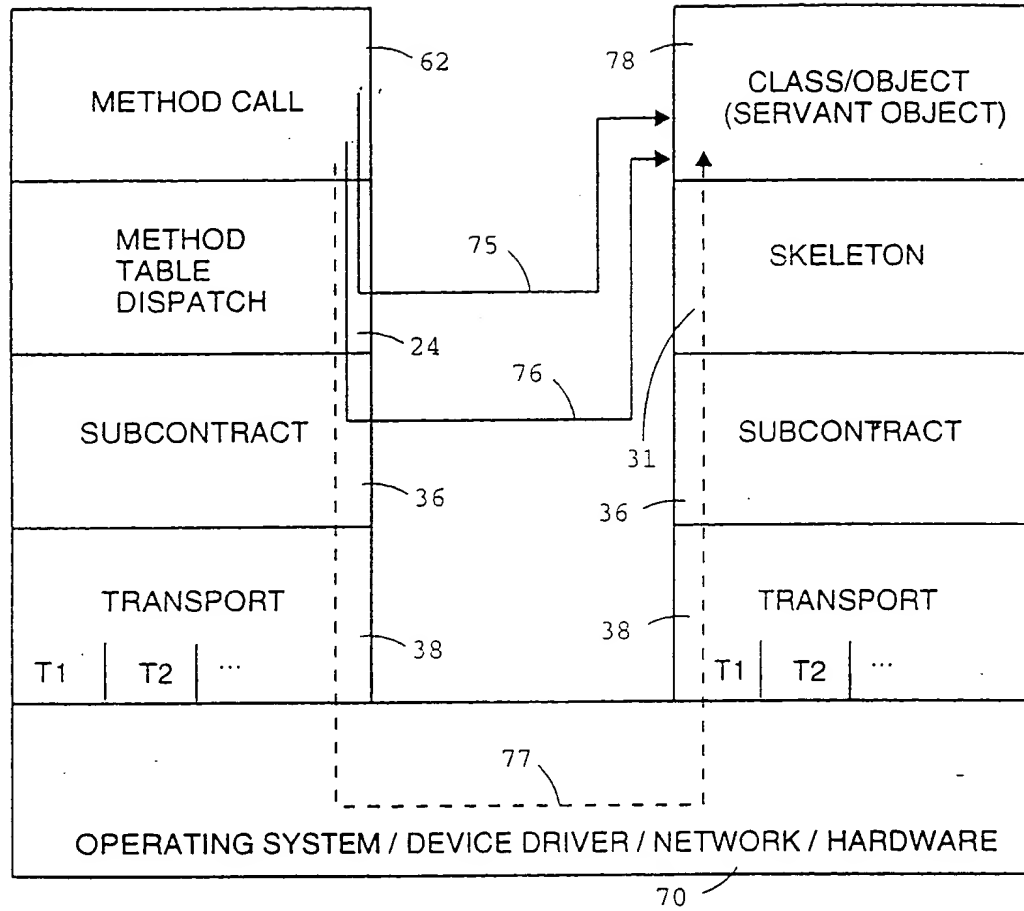 62
METHOD CALL
METHOD
TABLE
DISPATCH
24
SUBCONTRACT
36
TRANSPORT
38
T1
T2
...
75
76
77
78
CLASS/OBJECT
(SERVANT OBJECT)
SKELETON
31
SUBCONTRACT
36
TRANSPORT
38
T1
T2
...
OPERATING SYSTEM / DEVICE DRIVER / NETWORK / HARDWARE
70